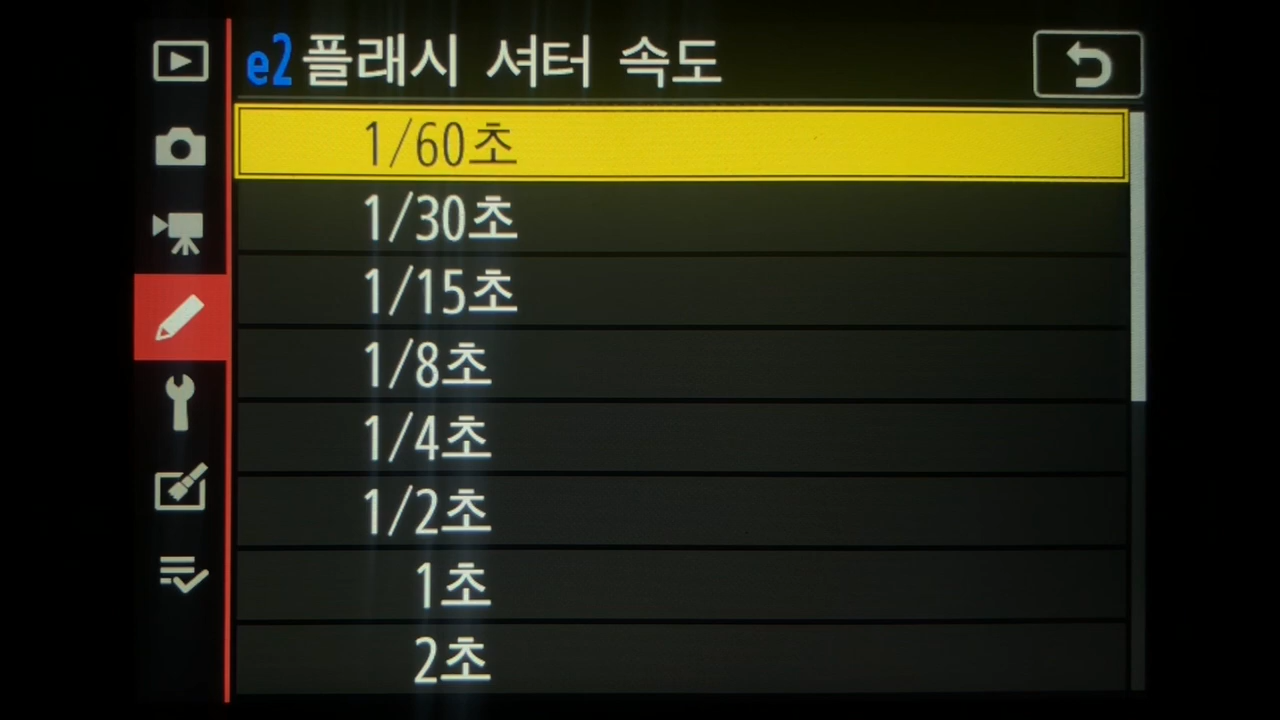 e2 플래시 셔터 속도
1/60초
1/30초
1/15초
1/8초
1/4초
1/2초
1초
2초